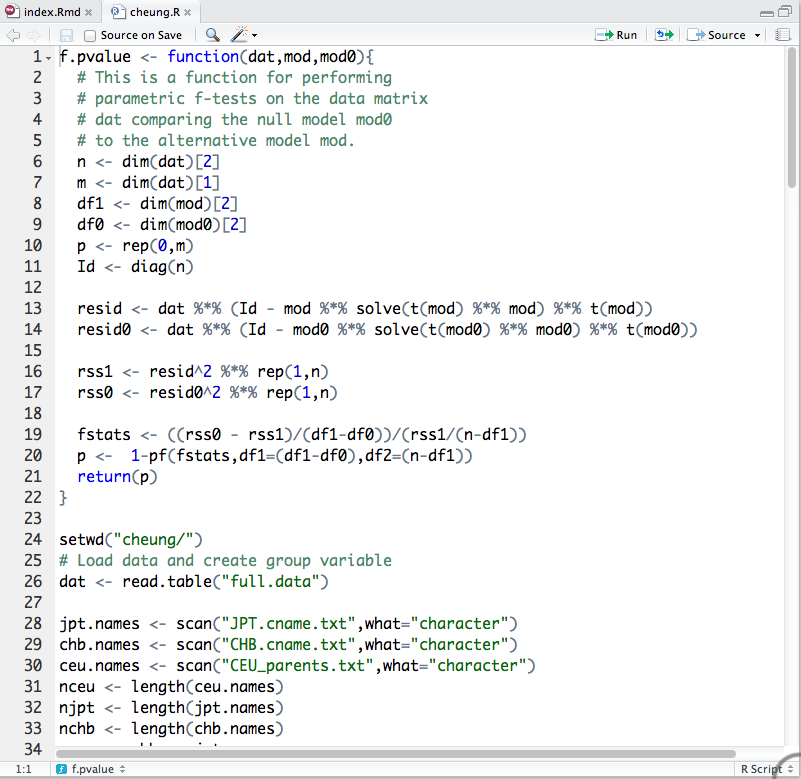 index.Rmd
cheung.R
Source on Save
Run
Source
1 f.pvalue <- function(dat,mod,mod0){
2 # This is a function for performing
3 # parametric f-tests on the data matrix
4 # dat comparing the null model mod0
5 # to the alternative model mod.
6 n <- dim(dat)[2]
7 m <- dim(dat)[1]
8 df1 <- dim(mod)[2]
9 df0 <- dim(mod0)[2]
10 p <- rep(0,m)
11 Id <- diag(n)
12
13 resid <- dat %*% (Id - mod %*% solve(t(mod) %*% mod) %*% t(mod))
14 resid0 <- dat %*% (Id - mod0 %*% solve(t(mod0) %*% mod0) %*% t(mod0))
15
16 rss1 <- resid^2 %*% rep(1,n)
17 rss0 <- resid0^2 %*% rep(1,n)
18
19 fstats <- ((rss0 - rss1)/(df1-df0))/(rss1/(n-df1))
20 p <-  1-pf(fstats,df1=(df1-df0),df2=(n-df1))
21 return(p)
22 }
23
24 setwd("cheung/")
25 # Load data and create group variable
26 dat <- read.table("full.data")
27
28 jpt.names <- scan("JPT.cname.txt",what="character")
29 chb.names <- scan("CHB.cname.txt",what="character")
30 ceu.names <- scan("CEU_parents.txt",what="character")
31 nceu <- length(ceu.names)
32 njpt <- length(jpt.names)
33 nchb <- length(chb.names)
34
1:1 f.pvalue R Script